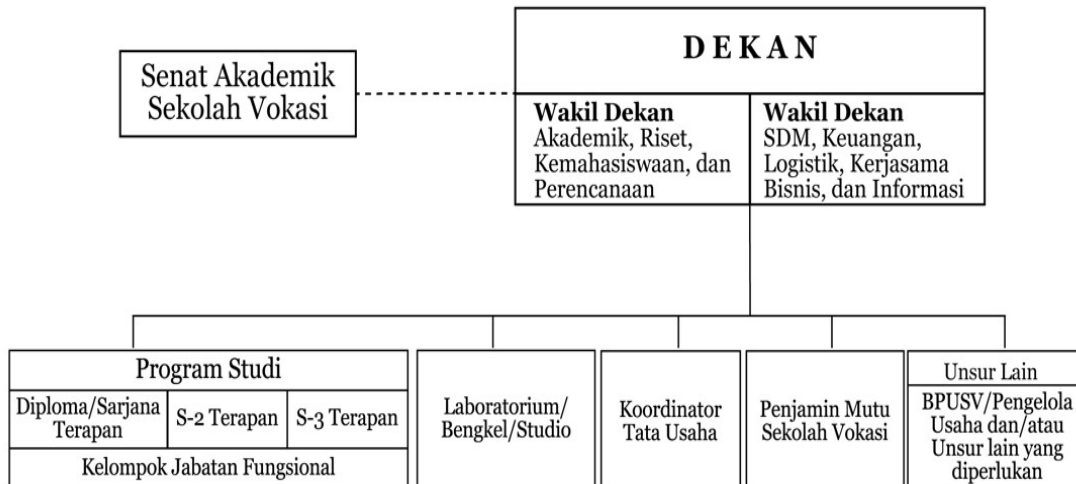 DEKAN
Senat Akademik
Sekolah Vokasi
Wakil Dekan
Akademik, Riset,
Kemahasiswaan, dan
Perencanaan
Wakil Dekan
SDM, Keuangan,
Logistik, Kerjasama
Bisnis, dan Informasi
Program Studi
Diploma/Sarjana
Terapan
S-2 Terapan
S-3 Terapan
Kelompok Jabatan Fungsional
Laboratorium/
Bengkel/Studio
Koordinator
Tata Usaha
Penjamin Mutu
Sekolah Vokasi
Unsur Lain
BPUSV/Pengelola
Usaha dan/atau
Unsur lain yang
diperlukan